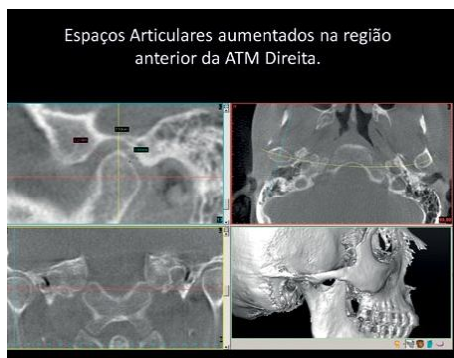 Espaços Articulares aumentados na região
anterior da ATM Direita.